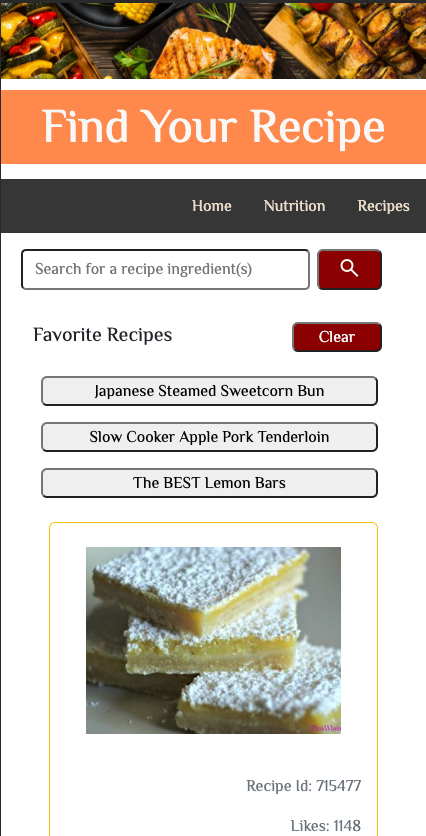 Find Your Recipe
Home Nutrition Recipes
Search for a recipe ingredient(s)
Favorite Recipes Clear
Japanese Steamed Sweetcorn Bun
Slow Cooker Apple Pork Tenderloin
The BEST Lemon Bars
Recipe Id: 715477
Likes: 1148